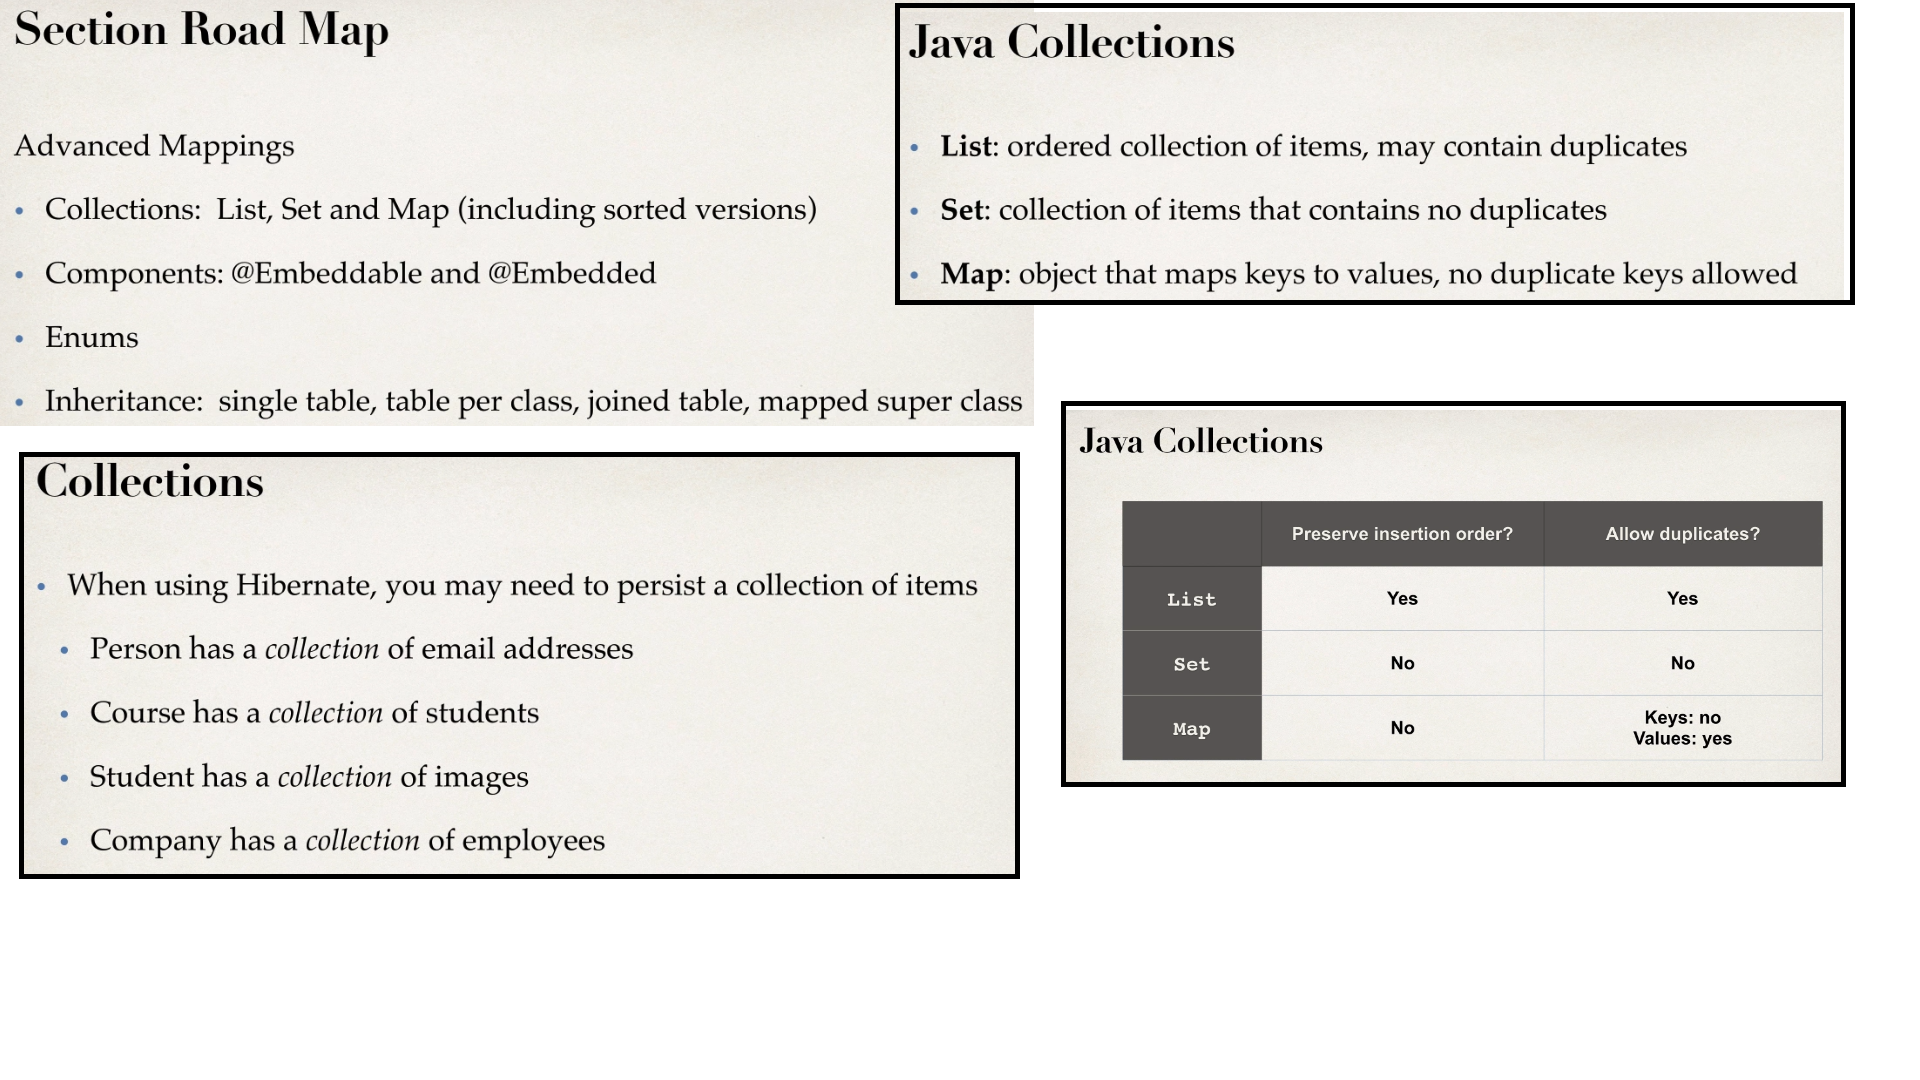 Section Road Map
Advanced Mappings
• Collections: List, Set and Map (including sorted versions)
• Components: @Embeddable and @Embedded
• Enums
• Inheritance: single table, table per class, joined table, mapped super class
Java Collections
• List: ordered collection of items, may contain duplicates
• Set: collection of items that contains no duplicates
• Map: object that maps keys to values, no duplicate keys allowed
Collections
• When using Hibernate, you may need to persist a collection of items
• Person has a collection of email addresses
• Course has a collection of students
• Student has a collection of images
• Company has a collection of employees
Java Collections
Preserve insertion order? Allow duplicates?
List Yes Yes
Set No No
Map No Keys: no
Values: yes